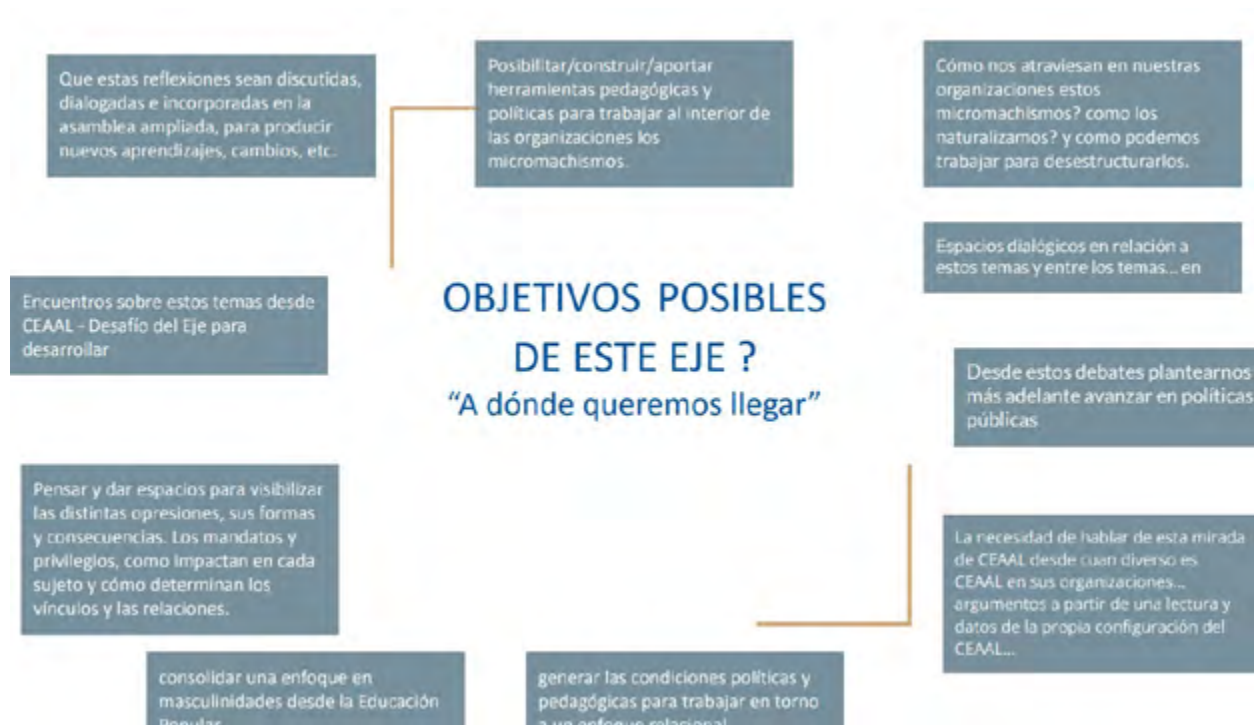 Que estas reflexiones sean discutidas,
dialogadas e incorporadas en la
asamblea ampliada, para producir
nuevos aprendizajes, cambios, etc.
Posibilitar/construir/aportar
herramientas pedagógicas y
políticas para trabajar al interior de
las organizaciones los
micromachismos.
Cómo nos atraviesan en nuestras
organizaciones estos
micromachismos? como los
naturalizamos? y como podemos
trabajar para desestructurarlos.
Espacios dialógicos en relación a
estos temas y entre los temas... en
Encuentros sobre estos temas desde
CEAAL - Desafío del Eje para
desarrollar
OBJETIVOS POSIBLES
DE ESTE EJE ?
“A dónde queremos llegar”
Desde estos debates plantearnos
más adelante avanzar en políticas
públicas
Pensar y dar espacios para visibilizar
las distintas opresiones, sus formas
y consecuencias. Los mandatos y
privilegios, como impactan en cada
sujeto y cómo determinan los
vínculos y las relaciones.
La necesidad de hablar de esta mirada
de CEAAL desde cuan diverso es
CEAAL en sus organizaciones...
argumentos a partir de una lectura y
datos de la propia configuración del
CEAAL...
consolidar una enfoque en
masculinidades desde la Educación
Popular
generar las condiciones políticas y
pedagógicas para trabajar en torno
a un enfoque relacional